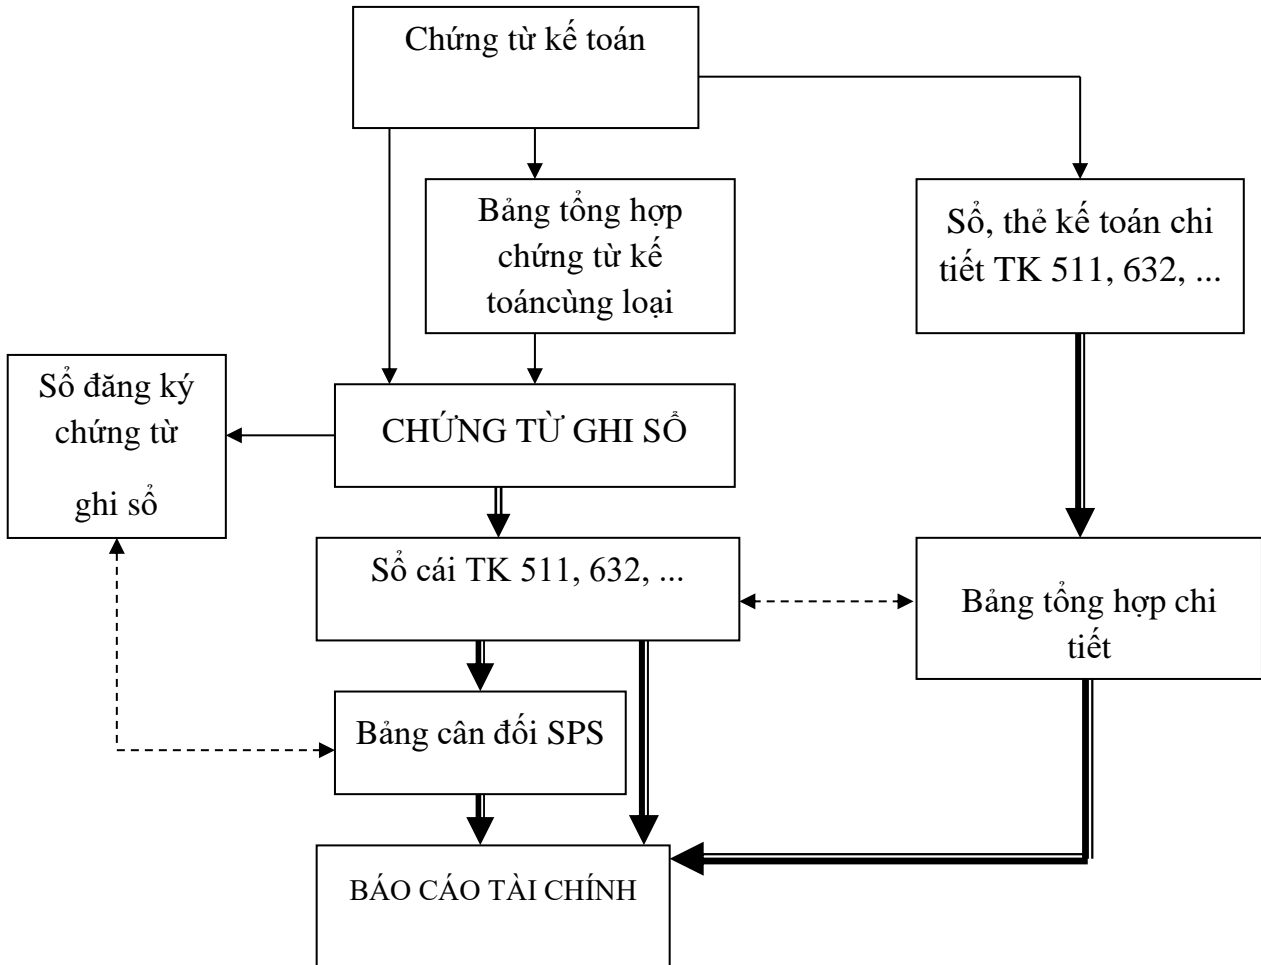 Chứng từ kế toán
Bảng tổng hợp
chứng từ kế
toáncùng loại
Sổ, thẻ kế toán chi
tiết TK 511, 632, ...
Sổ đăng ký
chứng từ
ghi sổ
CHỨNG TỪ GHI SỔ
Sổ cái TK 511, 632, ...
Bảng tổng hợp chi
tiết
Bảng cân đối SPS
BÁO CÁO TÀI CHÍNH